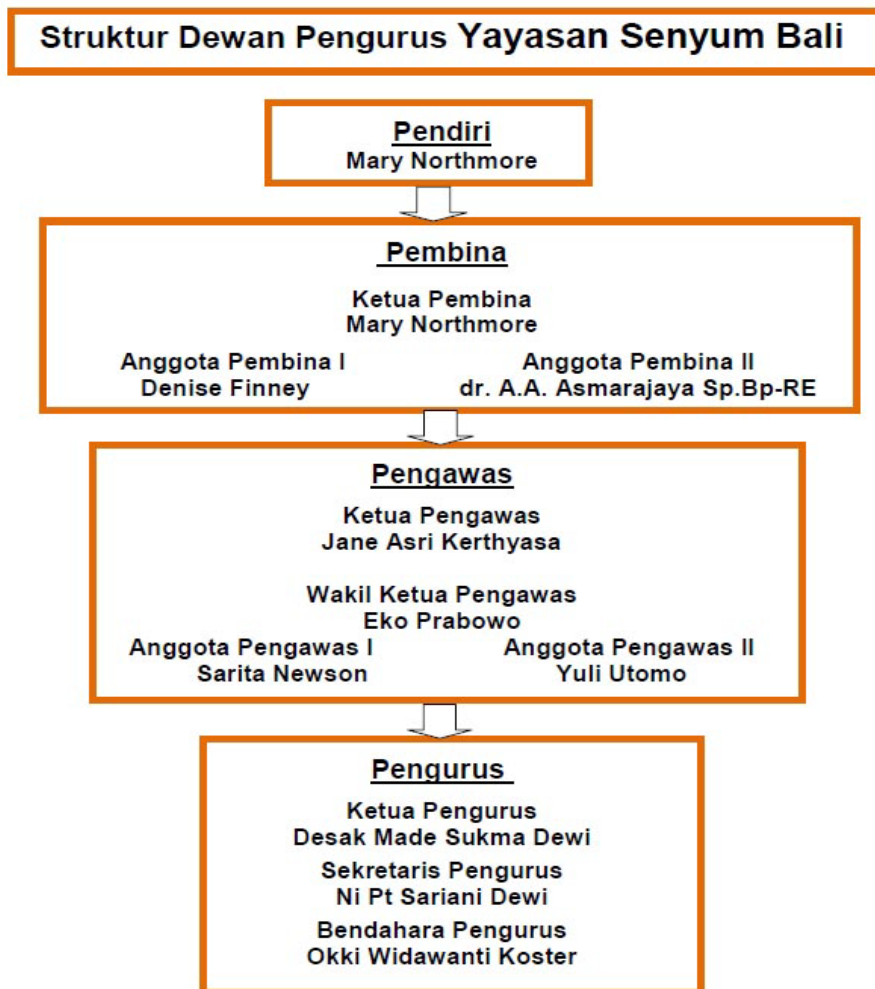 Struktur Dewan Pengurus Yayasan Senyum Bali
Pendiri
Mary Northmore
Pembina
Ketua Pembina
Mary Northmore
Anggota Pembina I
Denise Finney
Anggota Pembina II
dr. A.A. Asmarajaya Sp.Bp-RE
Pengawas
Ketua Pengawas
Jane Asri Kerthyasa
Wakil Ketua Pengawas
Eko Prabowo
Anggota Pengawas I
Sarita Newson
Anggota Pengawas II
Yuli Utomo
Pengurus
Ketua Pengurus
Desak Made Sukma Dewi
Sekretaris Pengurus
Ni Pt Sariani Dewi
Bendahara Pengurus
Okki Widawanti Koster